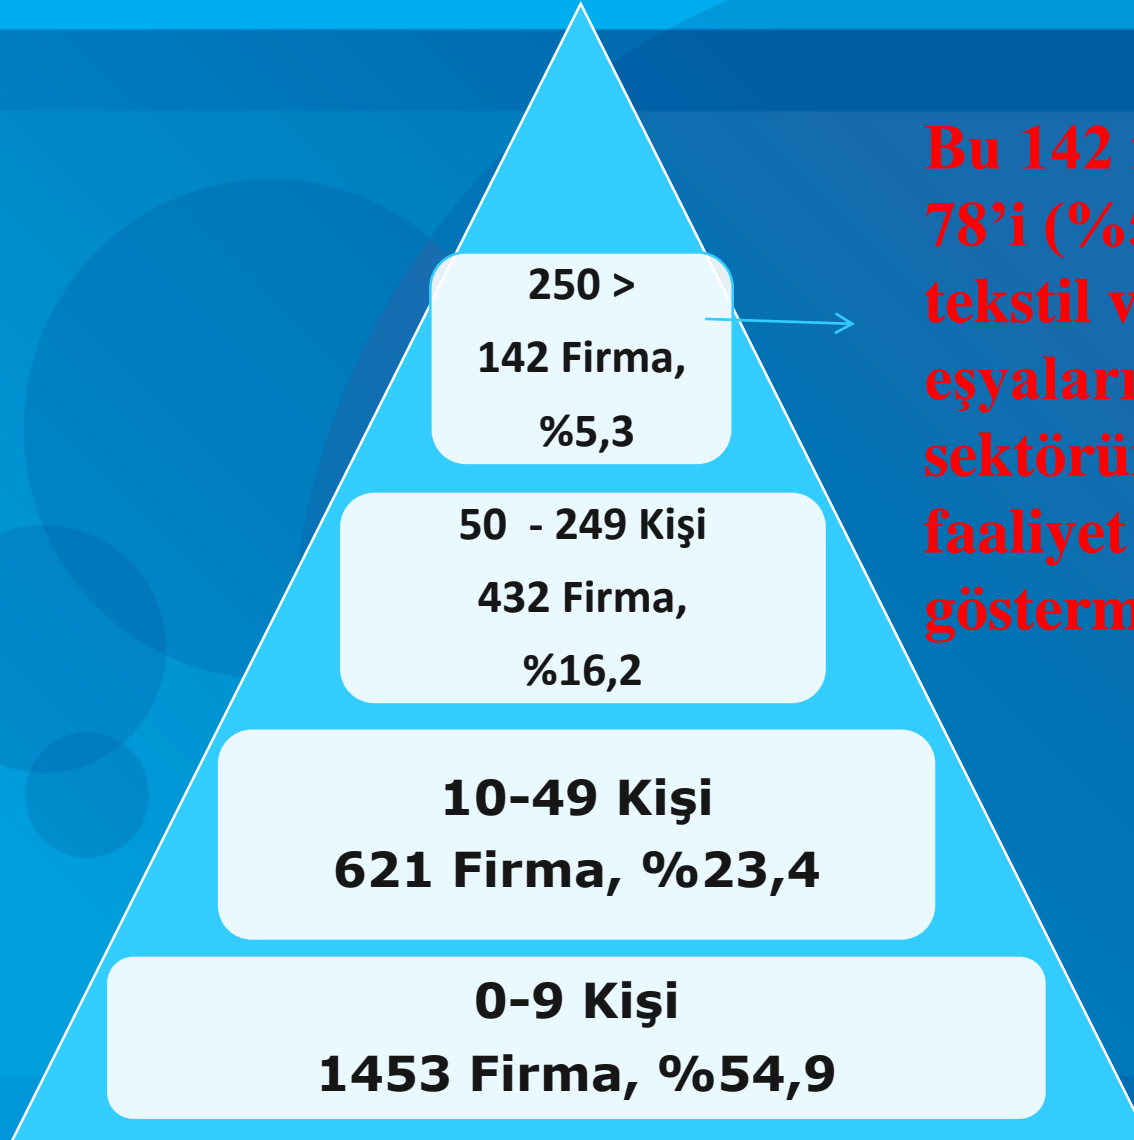 250 >
142 Firma,
%5,3
50 - 249 Kişi
432 Firma,
%16,2
10-49 Kişi
621 Firma, %23,4
0-9 Kişi
1453 Firma, %54,9
Bu 142
78’i
tekstil
faaliyet